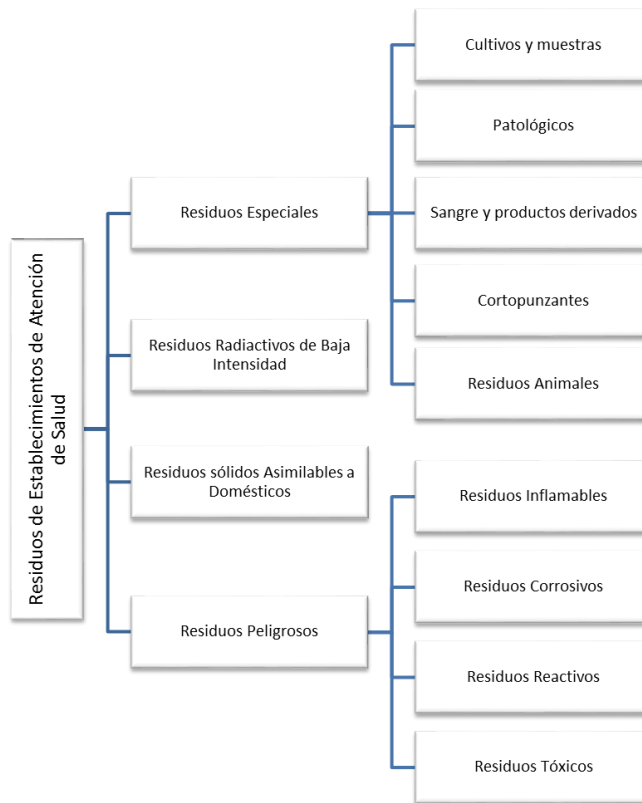 Residuos de Establecimientos de Atención
de Salud
Residuos Especiales
Cultivos y muestras
Patológicos
Sangre y productos derivados
Cortopunzantes
Residuos Animales
Residuos Radiactivos de Baja
Intensidad
Residuos sólidos Asimilables a
Domésticos
Residuos Peligrosos
Residuos Inflamables
Residuos Corrosivos
Residuos Reactivos
Residuos Tóxicos